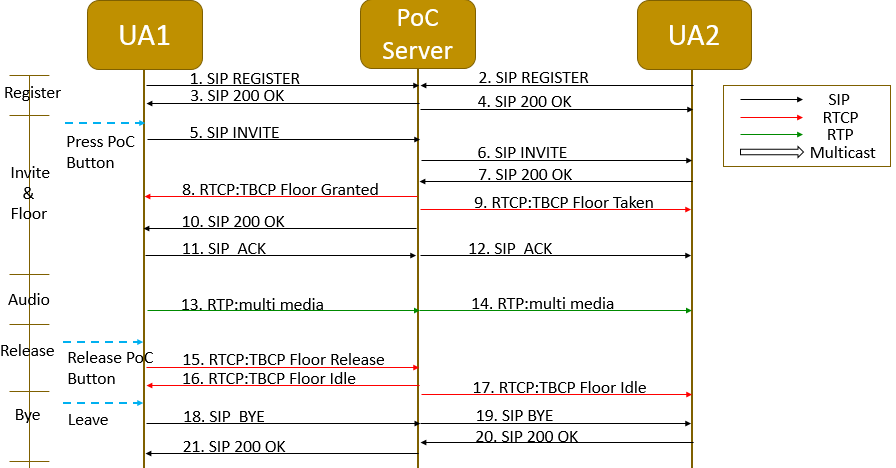 UA1
PoC
Server
UA2
1. SIP REGISTER
2. SIP REGISTER
Register
3. SIP 200 OK
4. SIP 200 OK
SIP
RTCP
RTP
Multicast
Press PoC
Button
5. SIP INVITE
6. SIP INVITE
Invite
&
Floor
7. SIP 200 OK
8. RTCP:TBCP Floor Granted
9. RTCP:TBCP Floor Taken
10. SIP 200 OK
11. SIP  ACK
12. SIP  ACK
Audio
13. RTP:multi media
14. RTP:multi media
Release
Release PoC
Button
15. RTCP:TBCP Floor Release
16. RTCP:TBCP Floor Idle
17. RTCP:TBCP Floor Idle
Bye
Leave
18. SIP  BYE
19. SIP BYE
20. SIP 200 OK
21. SIP 200 OK